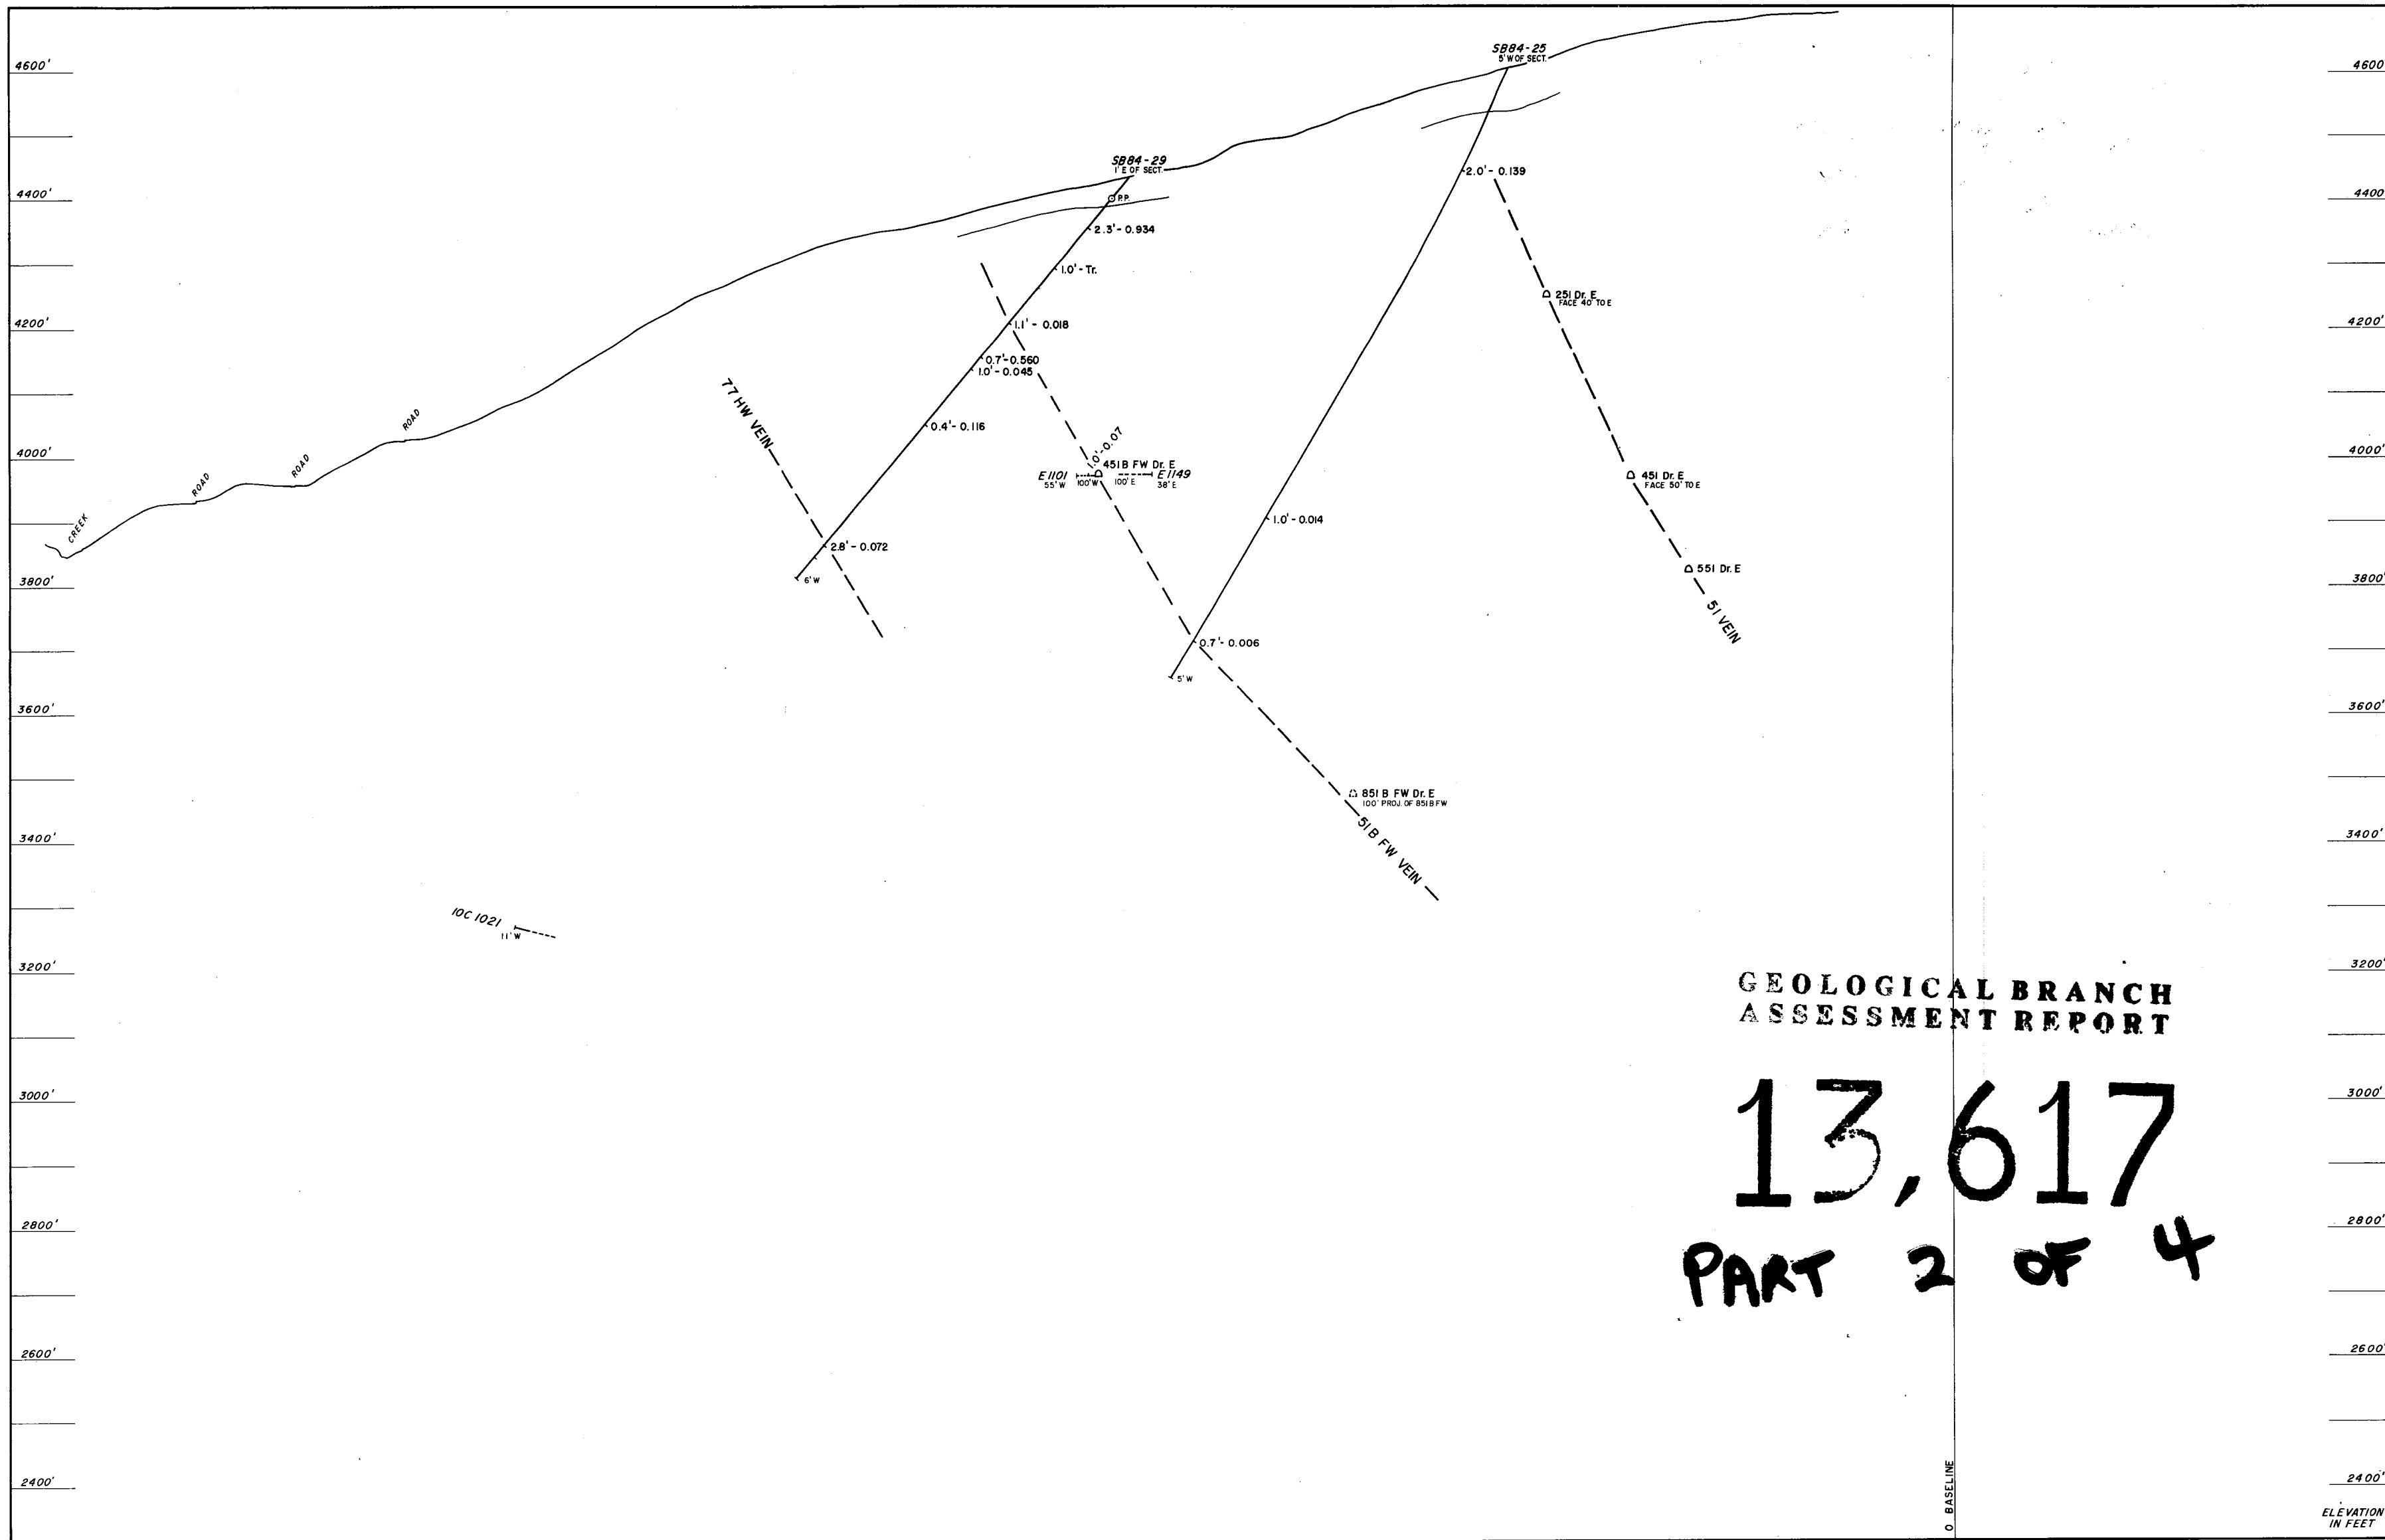 SB84-25
5' W OF SECT.
4600'
4600'
SB84-29
1' E OF SECT.
2.0' - 0.139
4400'
P.P.
4400'
2.3' - 0.934
1.0' - Tr.
251 Dr. E
FACE 40' TO E
4200'
1.1' - 0.018
4200'
0.7' - 0.560
1.0' - 0.045
77 HW VEIN
ROAD
0.4' - 0.116
1.0' - 0.07
4000'
ROAD
ROAD
451B FW Dr. E
4000'
E1101
55' W
100' W
100' E
E1149
38' E
451 Dr. E
FACE 50' TO E
CREEK
1.0' - 0.014
2.8' - 0.072
551 Dr. E
3800'
6' W
3800'
51 VEIN
0.7' - 0.006
5' W
3600'
3600'
851 B FW Dr. E
100' PROJ. OF 851 B FW
3400'
51B FW VEIN
3400'
10C 1021
11' W
3200'
3200'
GEOLOGICAL BRANCH
ASSESSMENT REPORT
3000'
3000'
13,617
2800'
2800'
PART 2 OF 4
2600'
2600'
2400'
2400'
O BASELINE
ELEVATION
IN FEET